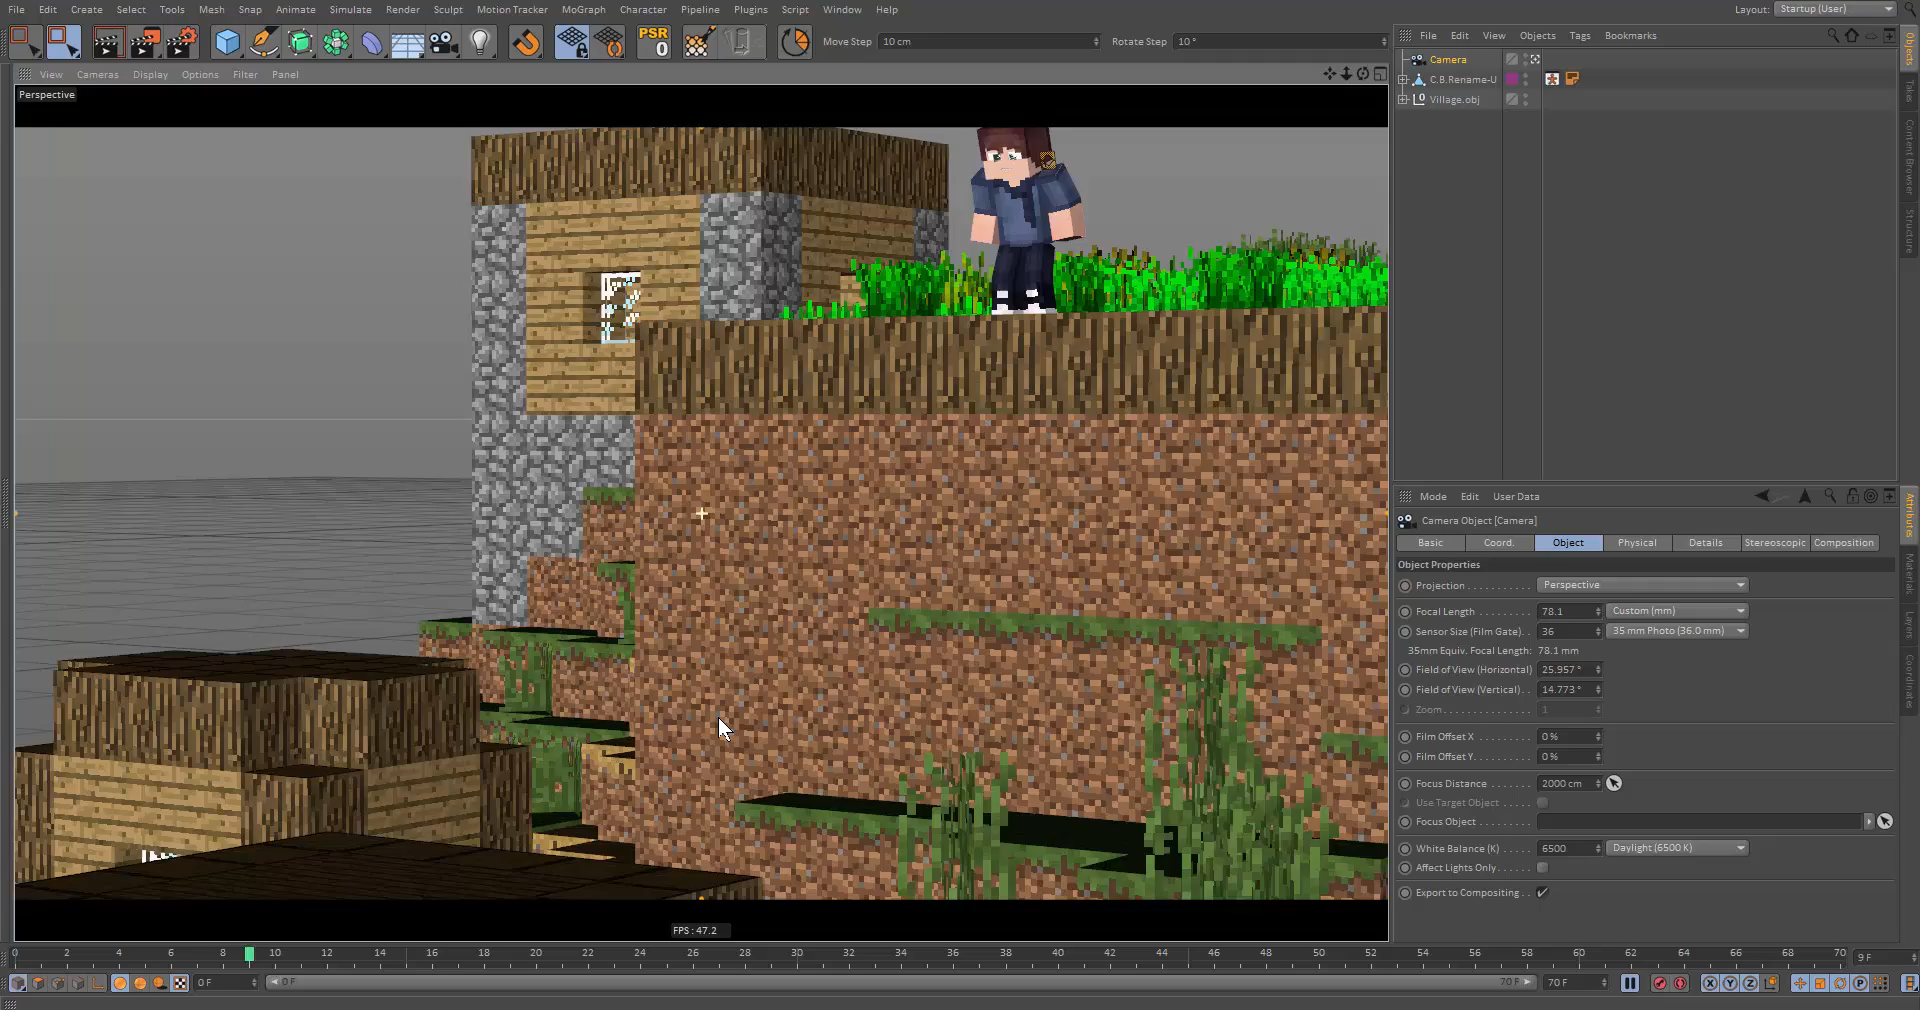 File Edit Create Select Tools Mesh Snap Animate Simulate Render Sculpt Motion Tracker MoGraph Character Pipeline Plugins Script Window Help
Layout: Startup (User)
PSR
0
Move Step 10 cm
Rotate Step 10 °
File Edit View Objects Tags Bookmarks
View Cameras Display Options Filter Panel
Perspective
Camera
C.B.Rename-U
Village.obj
Objects
Takes
Content Browser
Structure
Mode Edit User Data
Camera Object [Camera]
Basic Coord. Object Physical Details Stereoscopic Composition
Object Properties
Projection . . . . . . . . . . Perspective
Focal Length . . . . . . . . 78.1 Custom (mm)
Sensor Size (Film Gate). . 36 35 mm Photo (36.0 mm)
35mm Equiv. Focal Length: 78.1 mm
Field of View (Horizontal) 25.957 °
Field of View (Vertical) . . 14.773 °
Zoom . . . . . . . . . . . . . 1
Film Offset X . . . . . . . . 0 %
Film Offset Y. . . . . . . . . 0 %
Focus Distance . . . . . . . 2000 cm
Use Target Object . . . . .
Focus Object . . . . . . . .
White Balance (K) . . . . . 6500 Daylight (6500 K)
Affect Lights Only . . . . .
Export to Compositing . .
Attributes
Materials
Layers
Coordinates
FPS : 47.2
0 2 4 6 8 10 12 14 16 18 20 22 24 26 28 30 32 34 36 38 40 42 44 46 48 50 52 54 56 58 60 62 64 66 68 70
9 F
0 F
0 F
70 F
70 F
X Y Z
P